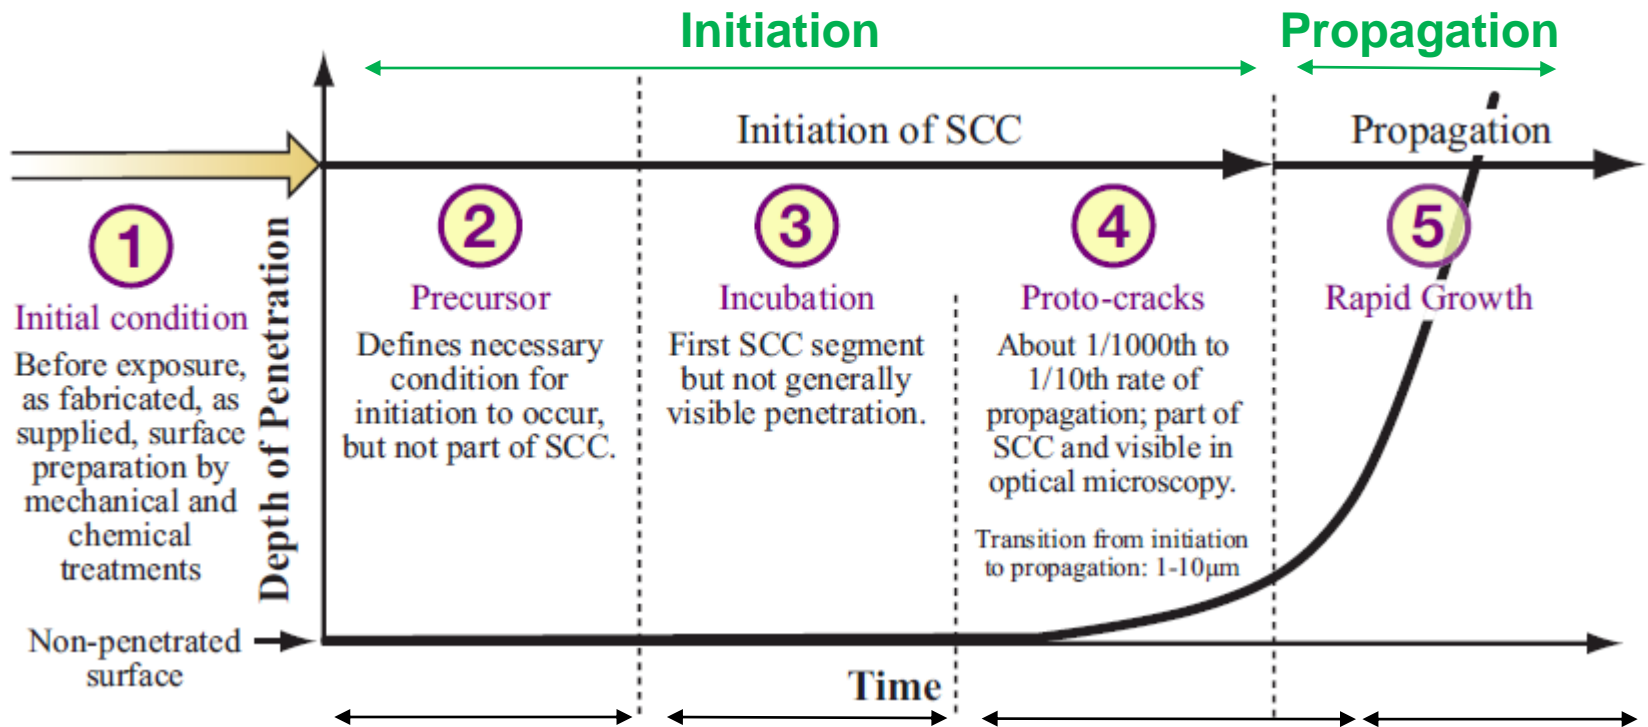 Initiation
Propagation
Initiation of SCC
Propagation
1
Initial condition
Before exposure,
as fabricated, as
supplied, surface
preparation by
mechanical and
chemical
treatments
Depth of Penetration
Non-penetrated
surface
2
Precursor
Defines necessary
condition for
initiation to occur,
but not part of SCC.
3
Incubation
First SCC segment
but not generally
visible penetration.
4
Proto-cracks
About 1/1000th to
1/10th rate of
propagation; part of
SCC and visible in
optical microscopy.
Transition from initiation
to propagation: 1-10μm
5
Rapid Growth
Time